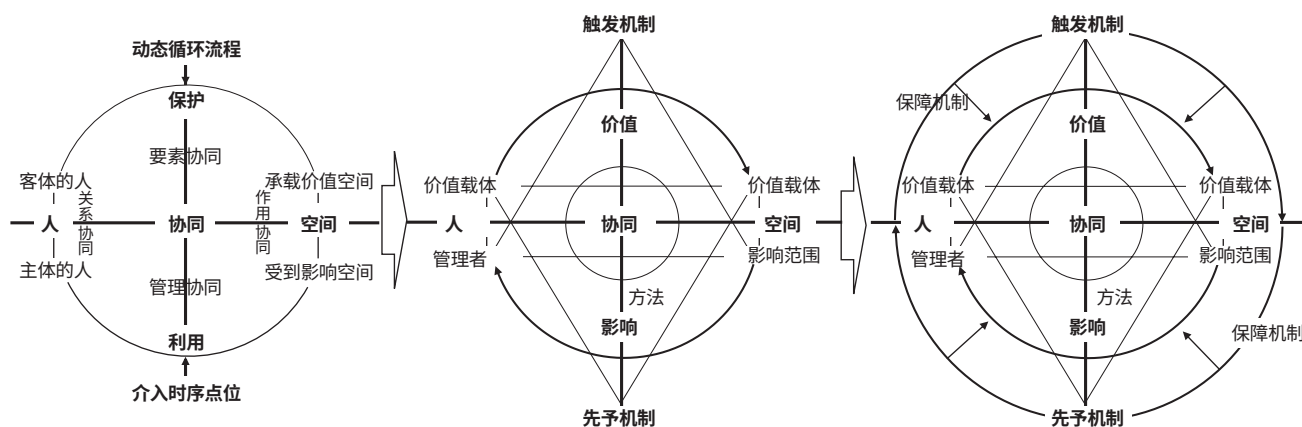 动态循环流程
保护
要素协同
客体的人
关系协同
作用协同
承载价值空间
人
协同
空间
主体的人
管理协同
受到影响空间
利用
介入时序点位
触发机制
价值
价值载体
价值载体
人
协同
空间
管理者
影响范围
方法
影响
先予机制
触发机制
保障机制
价值
价值载体
价值载体
人
协同
空间
管理者
影响范围
方法
影响
保障机制
先予机制